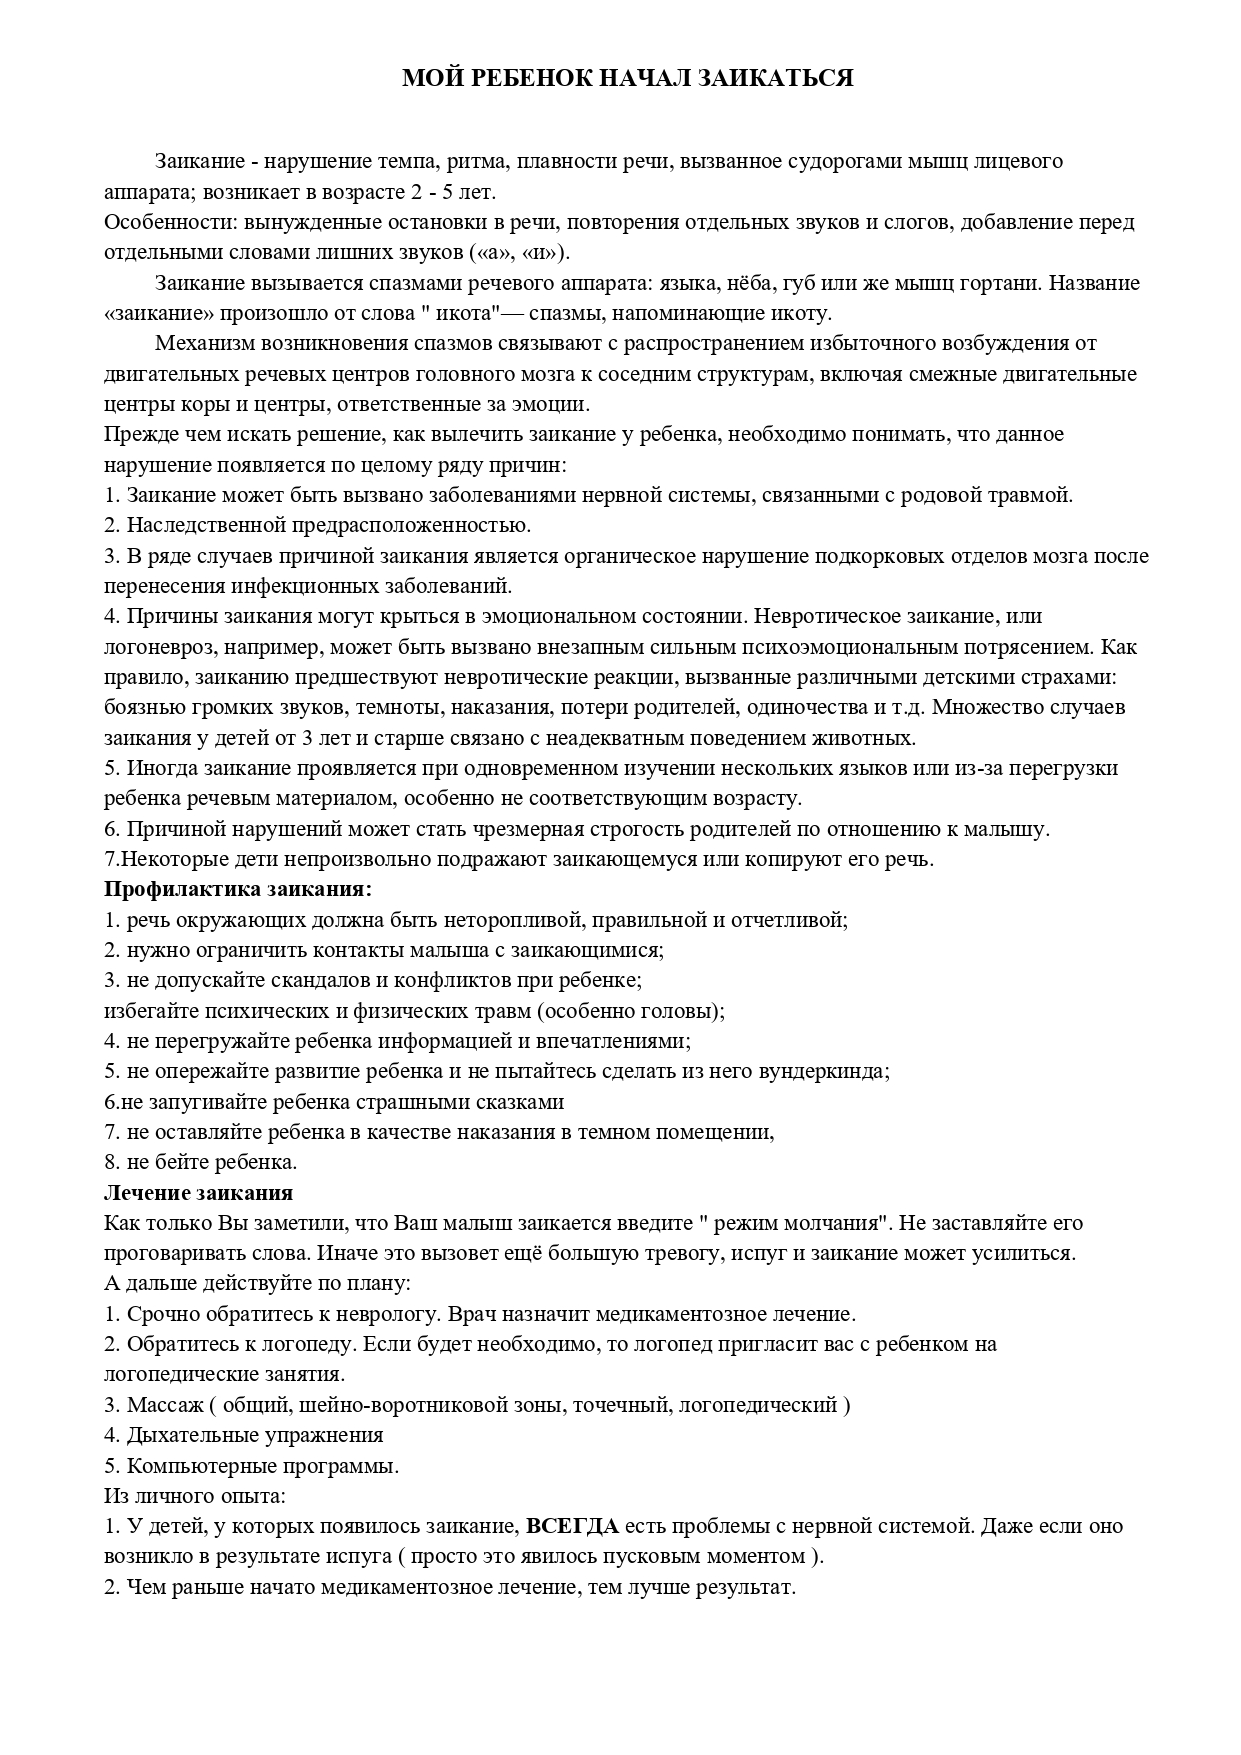 МОЙ РЕБЕНОК НАЧАЛ ЗАИКАТЬСЯ
Заикание - нарушение темпа, ритма, плавности речи, вызванное судорогами мышц лицевого
аппарата; возникает в возрасте 2 - 5 лет.
Особенности: вынужденные остановки в речи, повторения отдельных звуков и слогов, добавление перед
отдельными словами лишних звуков («а», «и»).
Заикание вызывается спазмами речевого аппарата: языка, нёба, губ или же мышц гортани. Название
«заикание» произошло от слова " икота"— спазмы, напоминающие икоту.
Механизм возникновения спазмов связывают с распространением избыточного возбуждения от
двигательных речевых центров головного мозга к соседним структурам, включая смежные двигательные
центры коры и центры, ответственные за эмоции.
Прежде чем искать решение, как вылечить заикание у ребенка, необходимо понимать, что данное
нарушение появляется по целому ряду причин:
1. Заикание может быть вызвано заболеваниями нервной системы, связанными с родовой травмой.
2. Наследственной предрасположенностью.
3. В ряде случаев причиной заикания является органическое нарушение подкорковых отделов мозга после
перенесения инфекционных заболеваний.
4. Причины заикания могут крыться в эмоциональном состоянии. Невротическое заикание, или
логоневроз, например, может быть вызвано внезапным сильным психоэмоциональным потрясением. Как
правило, заиканию предшествуют невротические реакции, вызванные различными детскими страхами:
боязнью громких звуков, темноты, наказания, потери родителей, одиночества и т.д. Множество случаев
заикания у детей от 3 лет и старше связано с неадекватным поведением животных.
5. Иногда заикание проявляется при одновременном изучении нескольких языков или из-за перегрузки
ребенка речевым материалом, особенно не соответствующим возрасту.
6. Причиной нарушений может стать чрезмерная строгость родителей по отношению к малышу.
7.Некоторые дети непроизвольно подражают заикающемуся или копируют его речь.
Профилактика заикания:
1. речь окружающих должна быть неторопливой, правильной и отчетливой;
2. нужно ограничить контакты малыша с заикающимися;
3. не допускайте скандалов и конфликтов при ребенке;
избегайте психических и физических травм (особенно головы);
4. не перегружайте ребенка информацией и впечатлениями;
5. не опережайте развитие ребенка и не пытайтесь сделать из него вундеркинда;
6.не запугивайте ребенка страшными сказками
7. не оставляйте ребенка в качестве наказания в темном помещении,
8. не бейте ребенка.
Лечение заикания
Как только Вы заметили, что Ваш малыш заикается введите " режим молчания". Не заставляйте его
проговаривать слова. Иначе это вызовет ещё большую тревогу, испуг и заикание может усилиться.
А дальше действуйте по плану:
1. Срочно обратитесь к неврологу. Врач назначит медикаментозное лечение.
2. Обратитесь к логопеду. Если будет необходимо, то логопед пригласит вас с ребенком на
логопедические занятия.
3. Массаж ( общий, шейно-воротниковой зоны, точечный, логопедический )
4. Дыхательные упражнения
5. Компьютерные программы.
Из личного опыта:
1. У детей, у которых появилось заикание, ВСЕГДА есть проблемы с нервной системой. Даже если оно
возникло в результате испуга ( просто это явилось пусковым моментом ).
2. Чем раньше начато медикаментозное лечение, тем лучше результат.